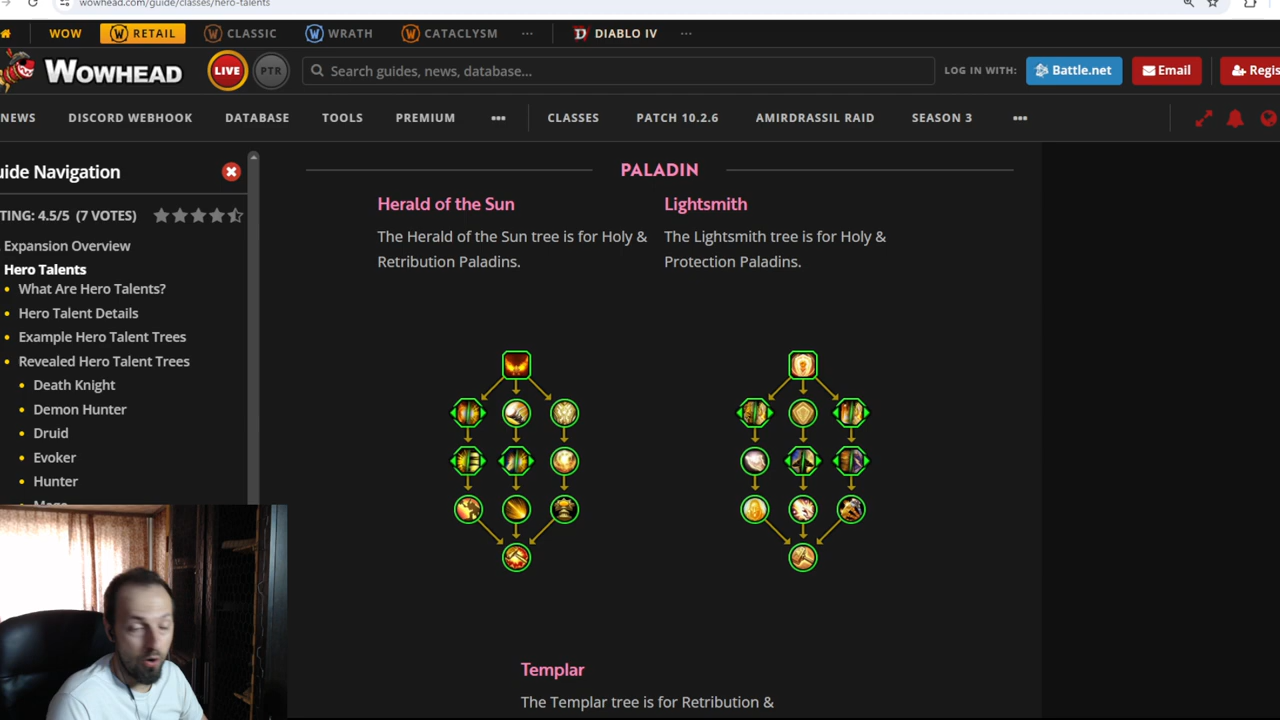 wowhead.com/guide/classes/hero-talents
WOW
RETAIL
CLASSIC
WRATH
CATACLYSM
...
DIABLO IV
...
WOWHEAD
LIVE
PTR
Search guides, news, database...
LOG IN WITH:
Battle.net
Email
Regis
NEWS
DISCORD WEBHOOK
DATABASE
TOOLS
PREMIUM
•••
CLASSES
PATCH 10.2.6
AMIRDRASSIL RAID
SEASON 3
•••
uide Navigation
TING: 4.5/5 (7 VOTES)
Expansion Overview
Hero Talents
What Are Hero Talents?
Hero Talent Details
Example Hero Talent Trees
Revealed Hero Talent Trees
Death Knight
Demon Hunter
Druid
Evoker
Hunter
Mage
PALADIN
Herald of the Sun
The Herald of the Sun tree is for Holy &
Retribution Paladins.
Lightsmith
The Lightsmith tree is for Holy &
Protection Paladins.
Templar
The Templar tree is for Retribution &